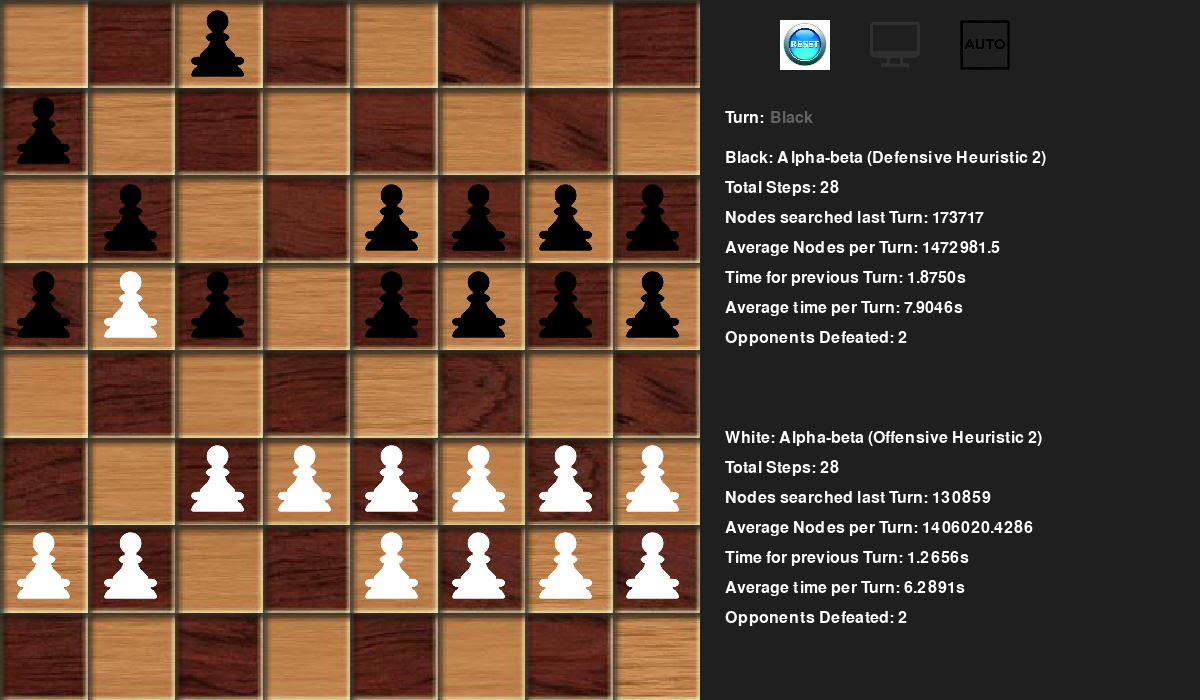 RESET
AUTO
Turn: Black
Black: Alpha-beta (Defensive Heuristic 2)
Total Steps: 28
Nodes searched last Turn: 173717
Average Nodes per Turn: 1472981.5
Time for previous Turn: 1.8750s
Average time per Turn: 7.9046s
Opponents Defeated: 2
White: Alpha-beta (Offensive Heuristic 2)
Total Steps: 28
Nodes searched last Turn: 130859
Average Nodes per Turn: 1406020.4286
Time for previous Turn: 1.2656s
Average time per Turn: 6.2891s
Opponents Defeated: 2